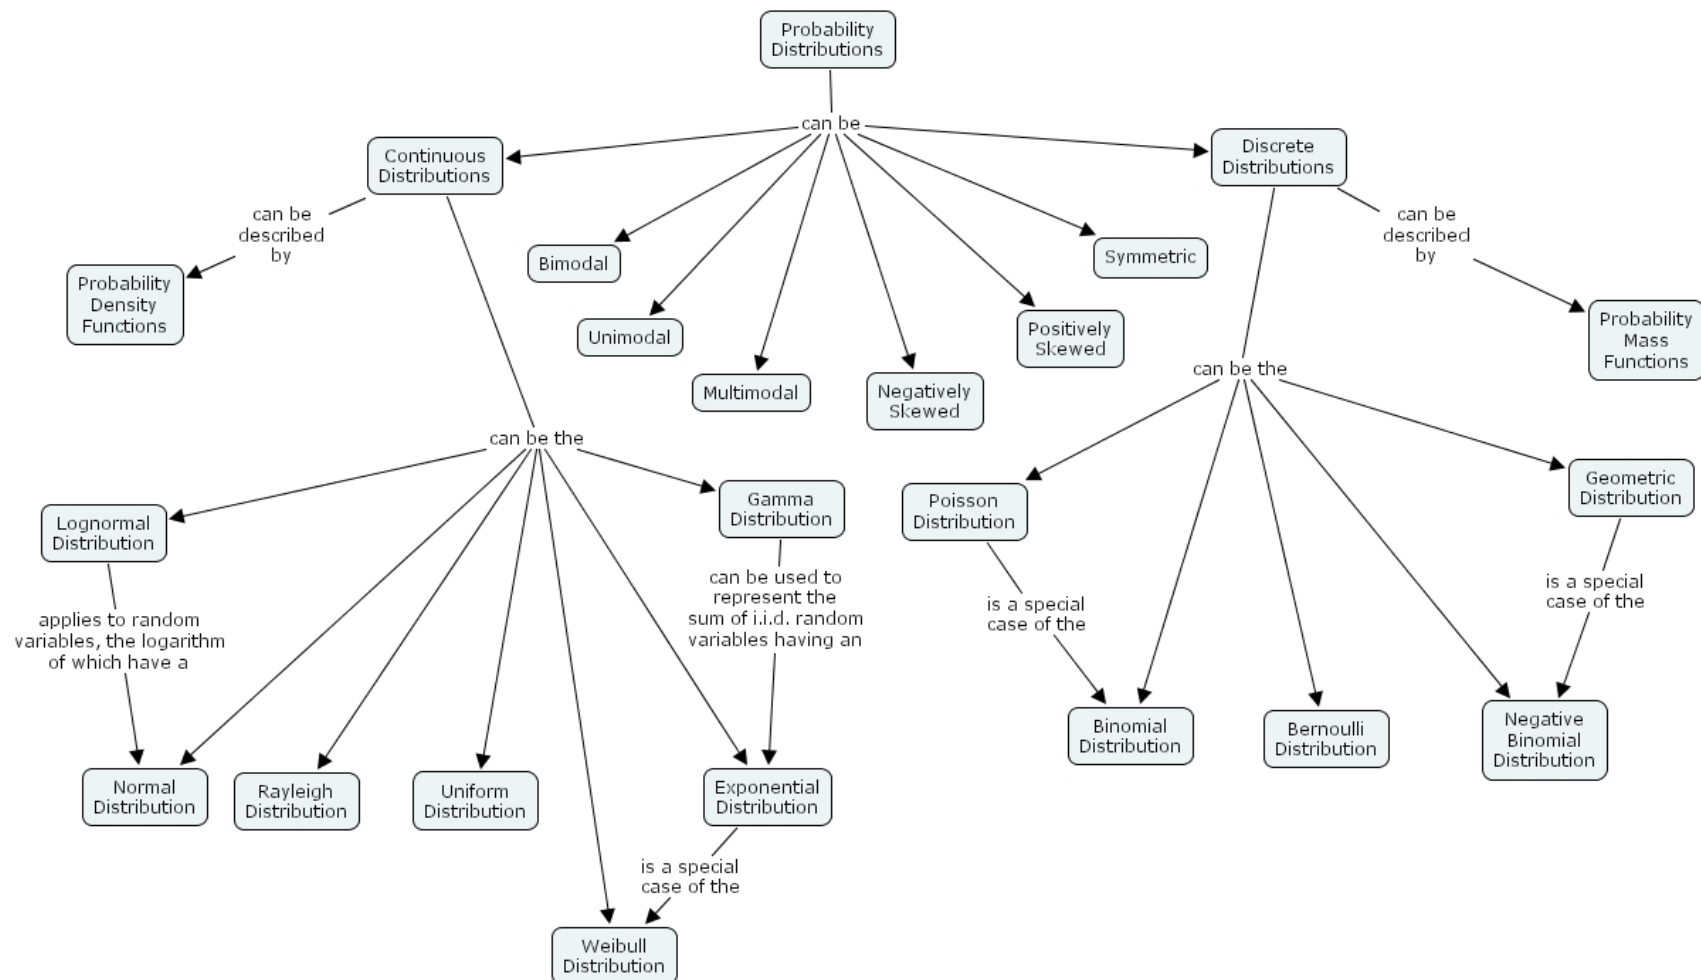 Probability
Distributions
can be
Continuous
Distributions
Discrete
Distributions
can be
described
by
can be
described
by
Bimodal
Symmetric
Probability
Density
Functions
Unimodal
Positively
Skewed
Probability
Mass
Functions
Multimodal
Negatively
Skewed
can be the
can be the
Lognormal
Distribution
Gamma
Distribution
Poisson
Distribution
Geometric
Distribution
applies to random
variables, the logarithm
of which have a
can be used to
represent the
sum of i.i.d. random
variables having an
is a special
case of the
is a special
case of the
Normal
Distribution
Rayleigh
Distribution
Uniform
Distribution
Exponential
Distribution
Binomial
Distribution
Bernoulli
Distribution
Negative
Binomial
Distribution
is a special
case of the
Weibull
Distribution